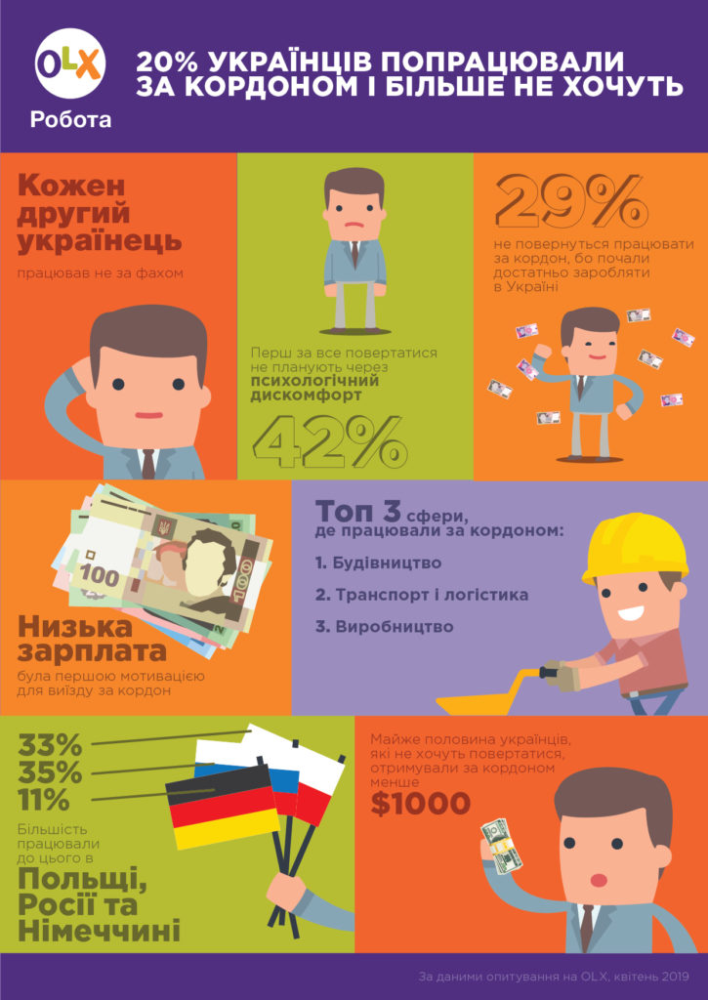 OLX
Робота
20% УКРАЇНЦІВ ПОПРАЦЮВАЛИ
ЗА КОРДОНОМ І БІЛЬШЕ НЕ ХОЧУТЬ
Кожен
другий
українець
працював не за фахом
Перш за все повертатися
не планують через
психологічний
дискомфорт
42%
29%
не повернуться працювати
за кордон, бо почали
достатньо заробляти
в Україні
100
Низька
зарплата
була першою мотивацією
для виїзду за кордон
Топ 3 сфери,
де працювали за кордоном:
1. Будівництво
2. Транспорт і логістика
3. Виробництво
33%
35%
11%
Більшість
працювали
до цього в
Польщі,
Росії та
Німеччині
Майже половина українців,
які не хочуть повертатися,
отримували за кордоном
менше
$1000
За даними опитування на OLX, квітень 2019